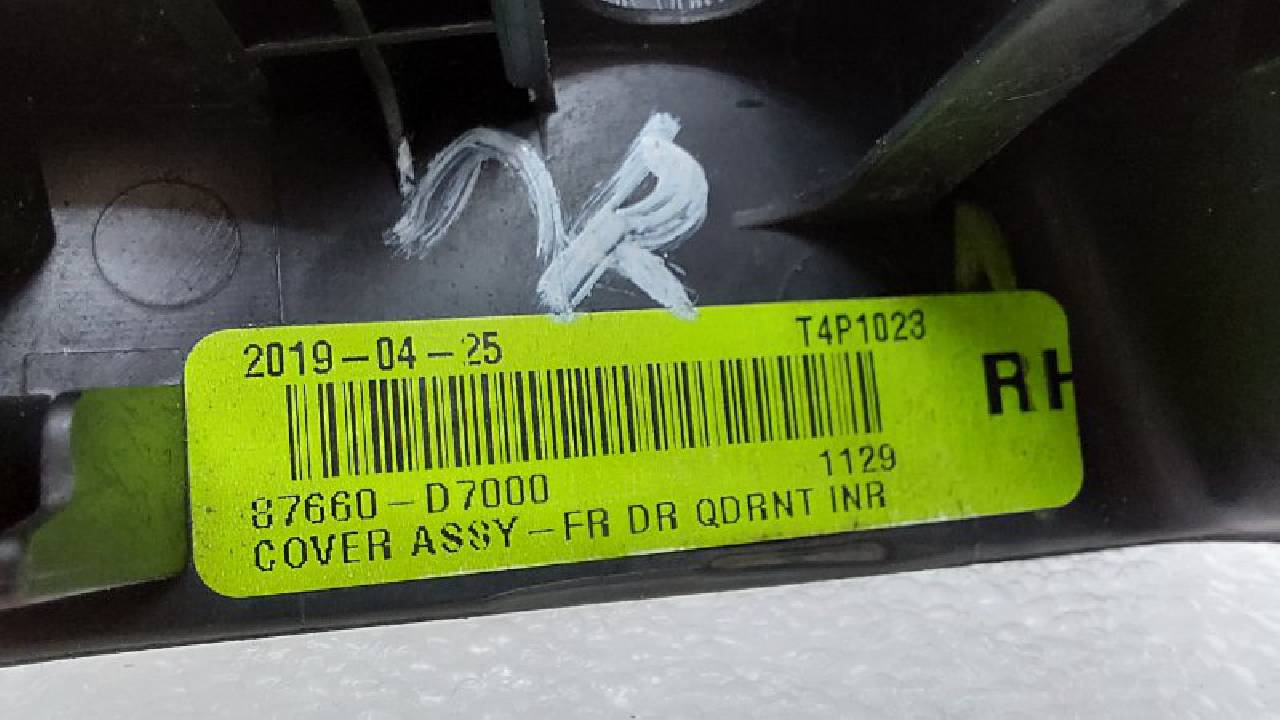 2019-04-25 T4P1023
RH
87660-D7000 1129
COVER ASSY-FR DR QDRNT INR